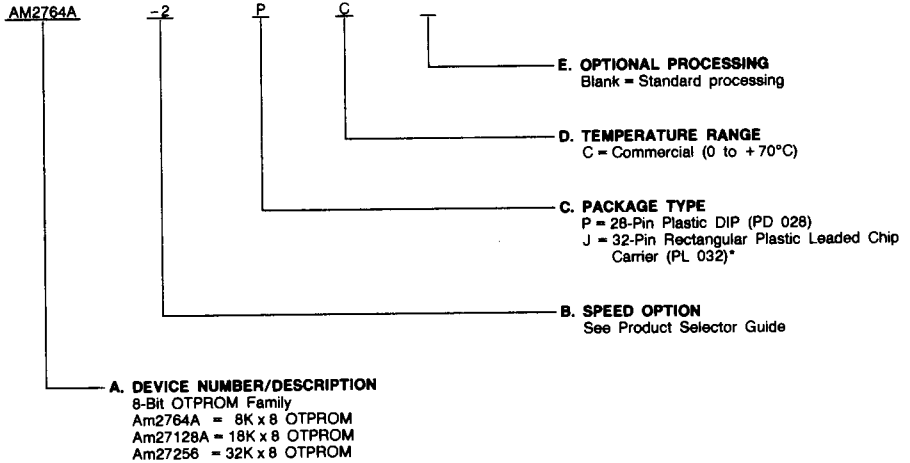 AM2764A -2 P C
E. OPTIONAL PROCESSING
Blank = Standard processing
D. TEMPERATURE RANGE
C = Commercial (0 to +70°C)
C. PACKAGE TYPE
P = 28-Pin Plastic DIP (PD 028)
J = 32-Pin Rectangular Plastic Leaded Chip
Carrier (PL 032)*
B. SPEED OPTION
See Product Selector Guide
A. DEVICE NUMBER/DESCRIPTION
8-Bit OTPROM Family
Am2764A = 8K x 8 OTPROM
Am27128A = 18K x 8 OTPROM
Am27256 = 32K x 8 OTPROM